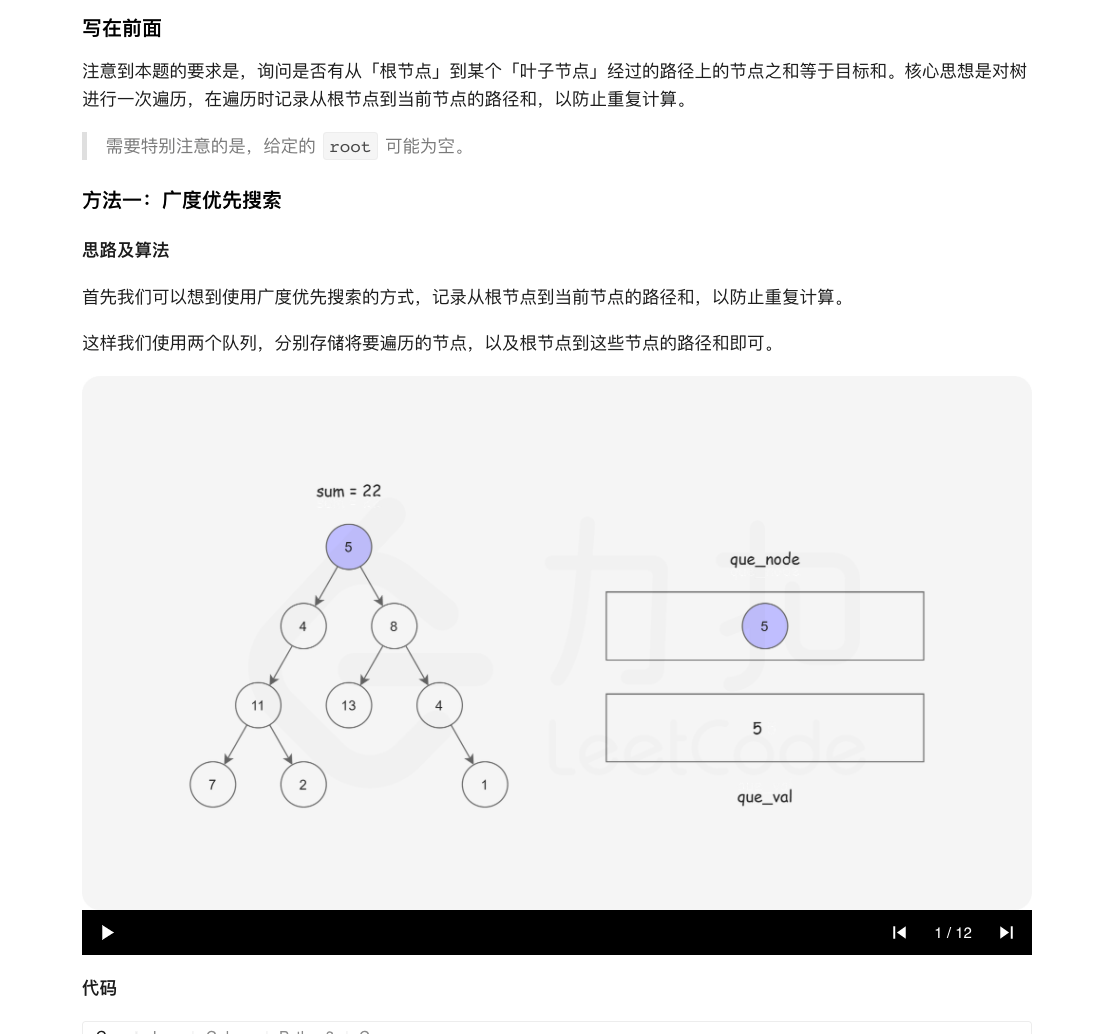 写在前面
注意到本题的要求是，询问是否有从「根节点」到某个「叶子节点」经过的路径上的节点之和等于目标和。核心思想是对树
进行一次遍历，在遍历时记录从根节点到当前节点的路径和，以防止重复计算。
需要特别注意的是，给定的 root 可能为空。
方法一：广度优先搜索
思路及算法
首先我们可以想到使用广度优先搜索的方式，记录从根节点到当前节点的路径和，以防止重复计算。
这样我们使用两个队列，分别存储将要遍历的节点，以及根节点到这些节点的路径和即可。
sum = 22
5
4 8
11 13 4
7 2 1
que_node
5
5
que_val
力扣
LeetCode
1 / 12
代码